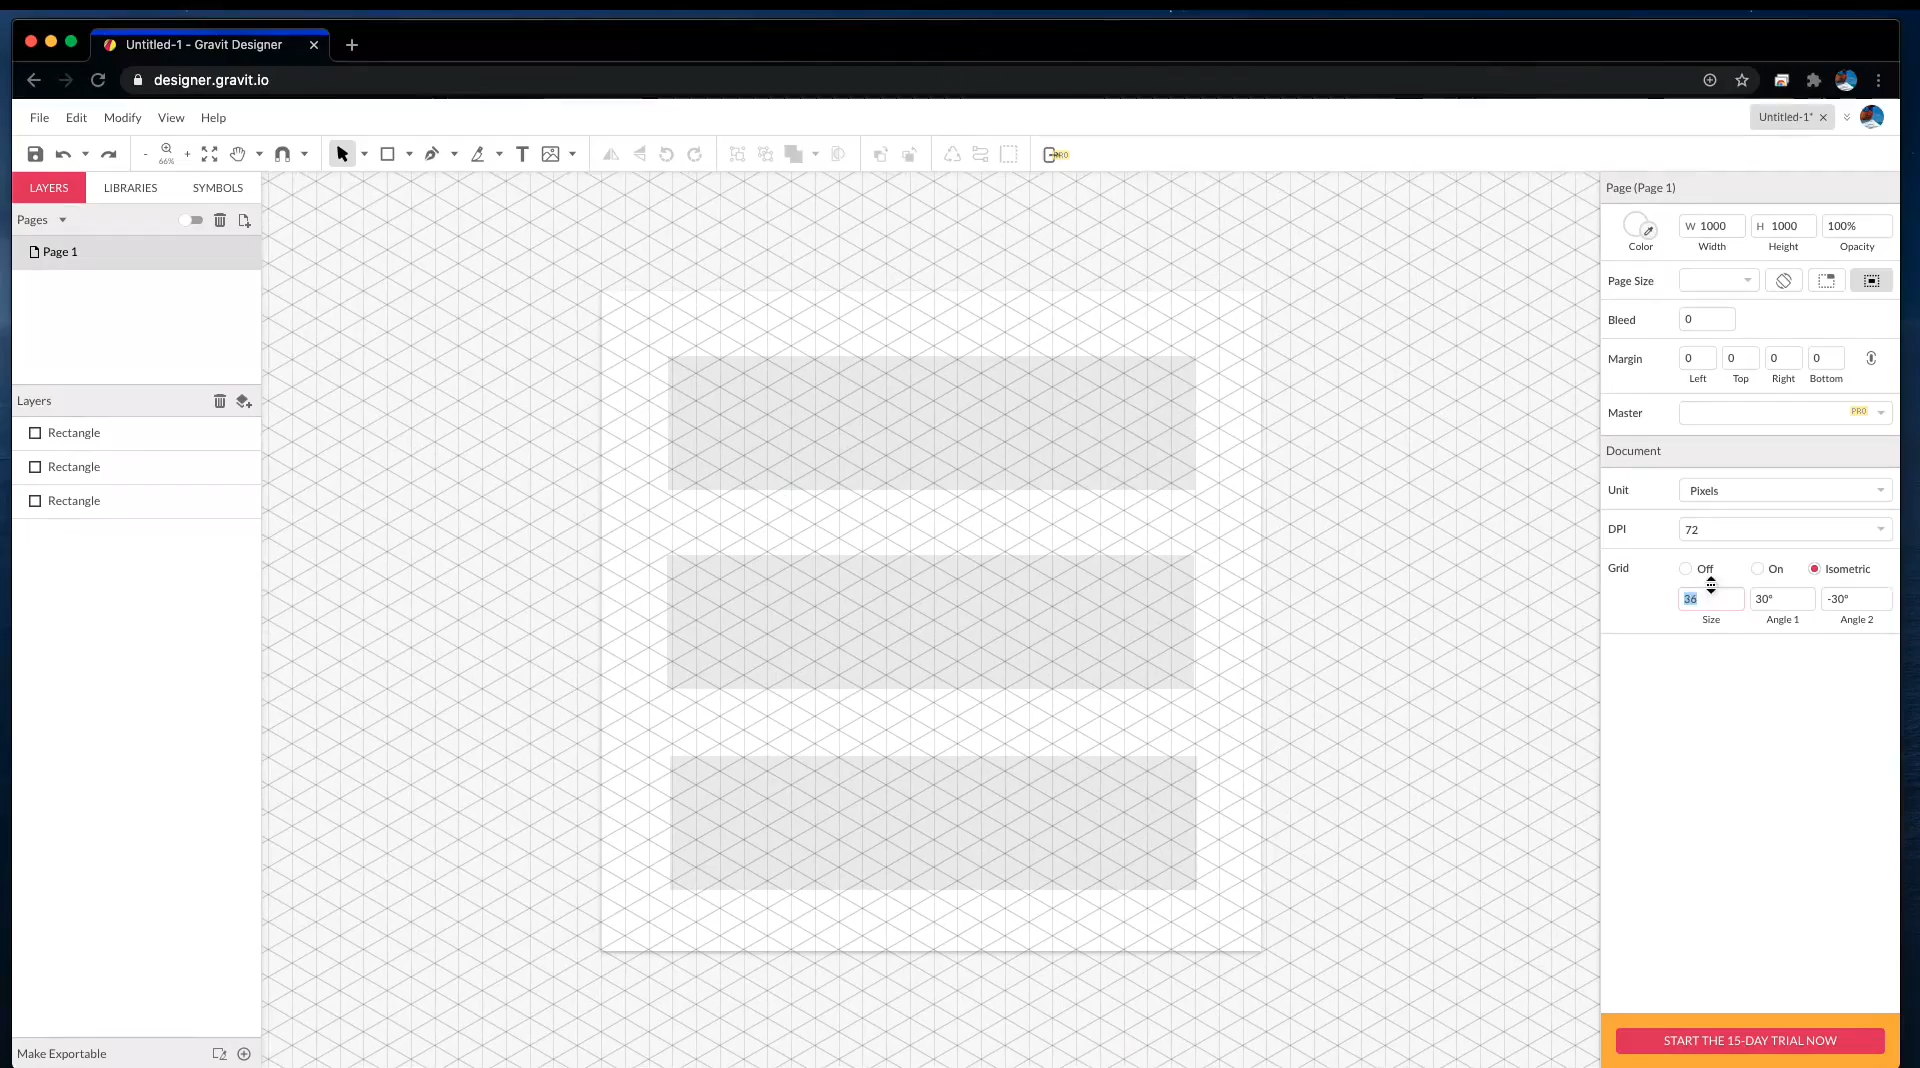 Untitled-1 - Gravit Designer
designer.gravit.io
File Edit Modify View Help
Untitled-1*
- 66% +
PRO
LAYERS LIBRARIES SYMBOLS
Page (Page 1)
Pages
W 1000 H 1000 100%
Color Width Height Opacity
Page 1
Page Size
Bleed 0
Margin 0 0 0 0
Left Top Right Bottom
Layers
Master PRO
Rectangle
Document
Rectangle
Unit Pixels
Rectangle
DPI 72
Grid Off On Isometric
36 30° -30°
Size Angle 1 Angle 2
START THE 15-DAY TRIAL NOW
Make Exportable